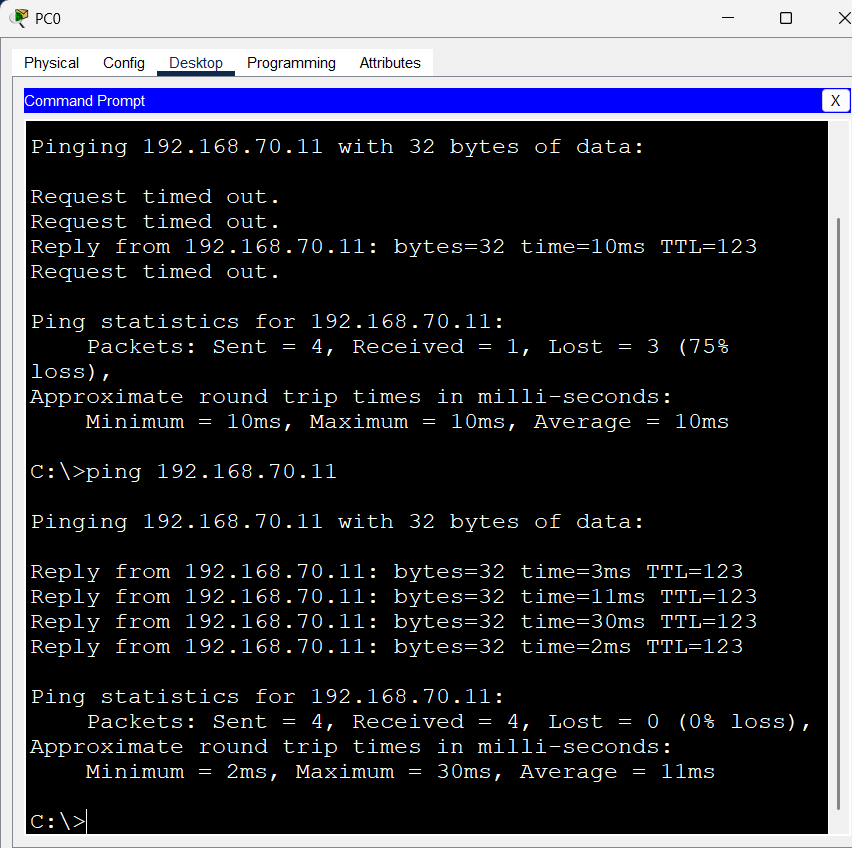 PC0
Physical Config Desktop Programming Attributes
Command Prompt X
Pinging 192.168.70.11 with 32 bytes of data:
Request timed out.
Request timed out.
Reply from 192.168.70.11: bytes=32 time=10ms TTL=123
Request timed out.
Ping statistics for 192.168.70.11:
Packets: Sent = 4, Received = 1, Lost = 3 (75%
loss),
Approximate round trip times in milli-seconds:
Minimum = 10ms, Maximum = 10ms, Average = 10ms
C:\>ping 192.168.70.11
Pinging 192.168.70.11 with 32 bytes of data:
Reply from 192.168.70.11: bytes=32 time=3ms TTL=123
Reply from 192.168.70.11: bytes=32 time=11ms TTL=123
Reply from 192.168.70.11: bytes=32 time=30ms TTL=123
Reply from 192.168.70.11: bytes=32 time=2ms TTL=123
Ping statistics for 192.168.70.11:
Packets: Sent = 4, Received = 4, Lost = 0 (0% loss),
Approximate round trip times in milli-seconds:
Minimum = 2ms, Maximum = 30ms, Average = 11ms
C:\>